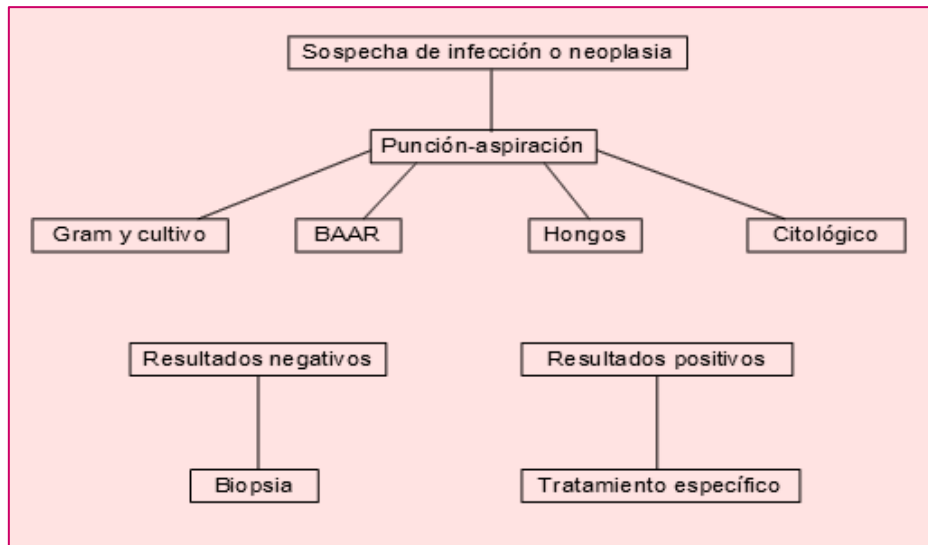 Sospecha de infección o neoplasia
Punción-aspiración
Gram y cultivo
BAAR
Hongos
Citológico
Resultados negativos
Resultados positivos
Biopsia
Tratamiento específico